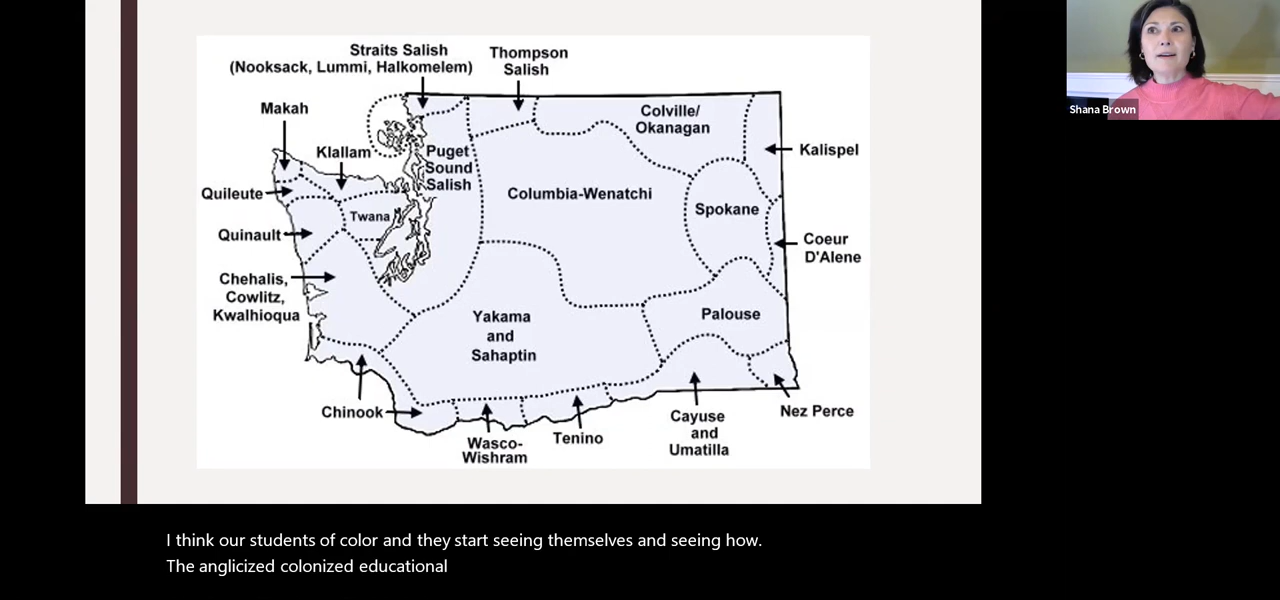 Straits Salish
(Nooksack, Lummi, Halkomelem)
Thompson
Salish
Makah
Klallam
Puget
Sound
Salish
Colville/
Okanagan
Kalispel
Quileute
Columbia-Wenatchi
Spokane
Twana
Quinault
Coeur
D'Alene
Chehalis,
Cowlitz,
Kwalhioqua
Yakama
and
Sahaptin
Palouse
Chinook
Wasco-
Wishram
Tenino
Cayuse
and
Umatilla
Nez Perce
Shana Brown
I think our students of color and they start seeing themselves and seeing how.
The anglicized colonized educational